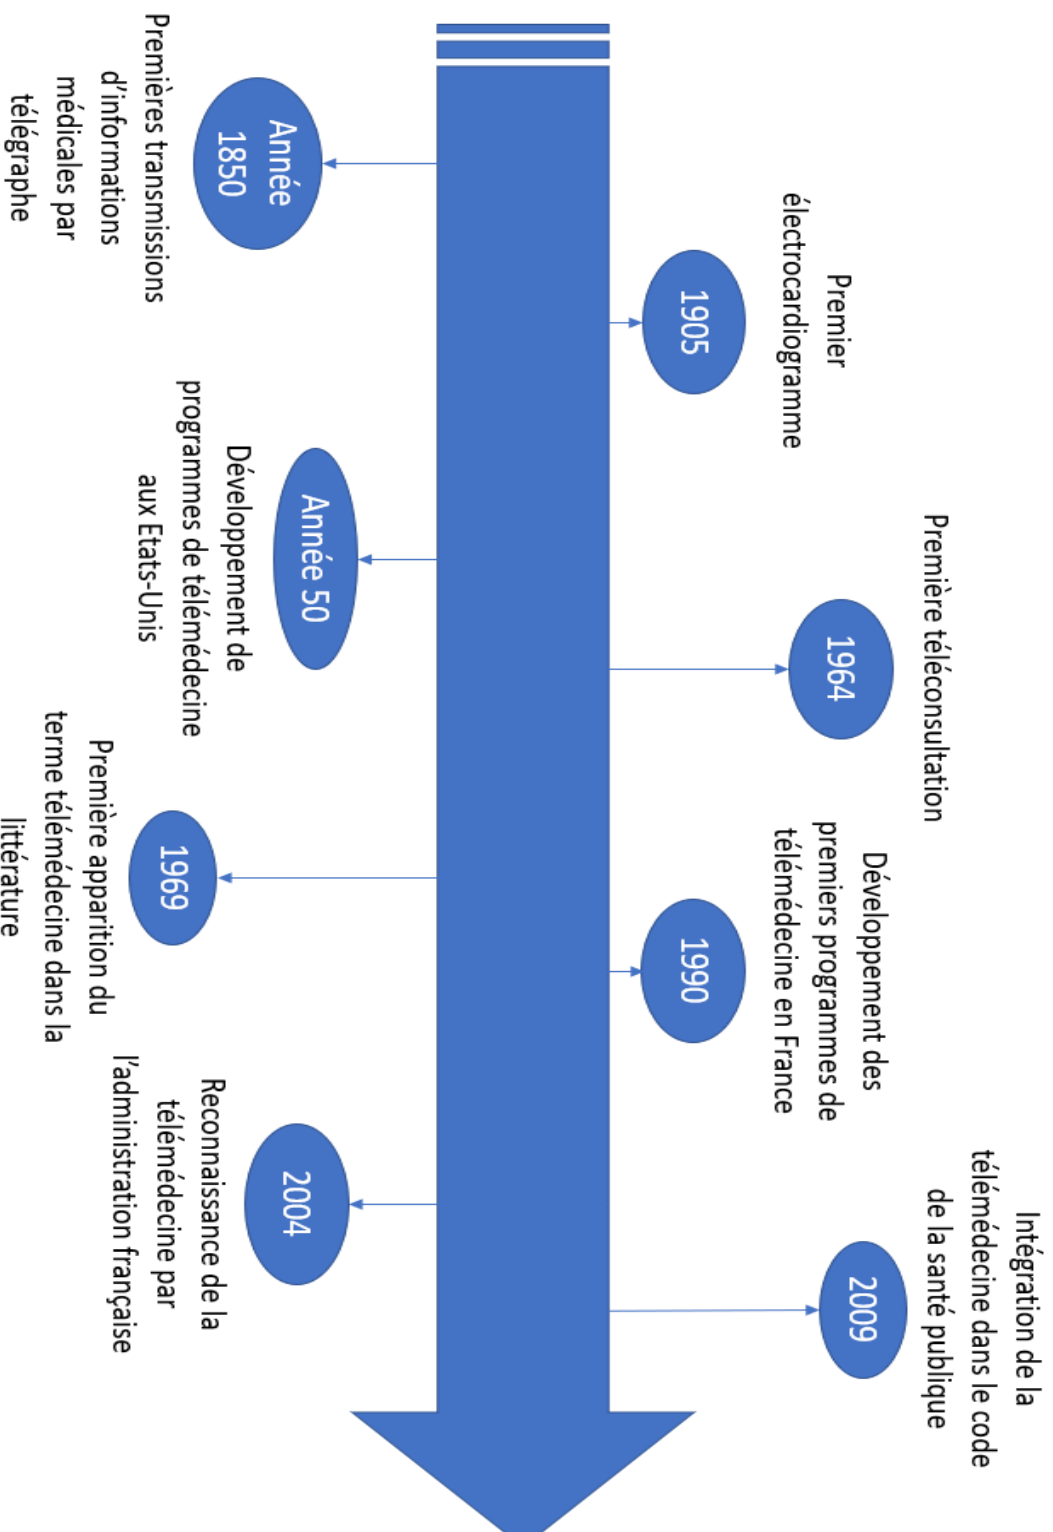 Premier
électrocardiogramme
1905
Première téléconsultation
1964
Développement des
premiers programmes de
télémédecine en France
1990
Intégration de la
télémédecine dans le code
de la santé publique
2009
Année
1850
Premières transmissions
d’informations
médicales par
télégraphe
Année 50
Développement de
programmes de télémédecine
aux Etats-Unis
1969
Première apparition du
terme télémédecine dans la
littérature
2004
Reconnaissance de la
télémédecine par
l’administration française